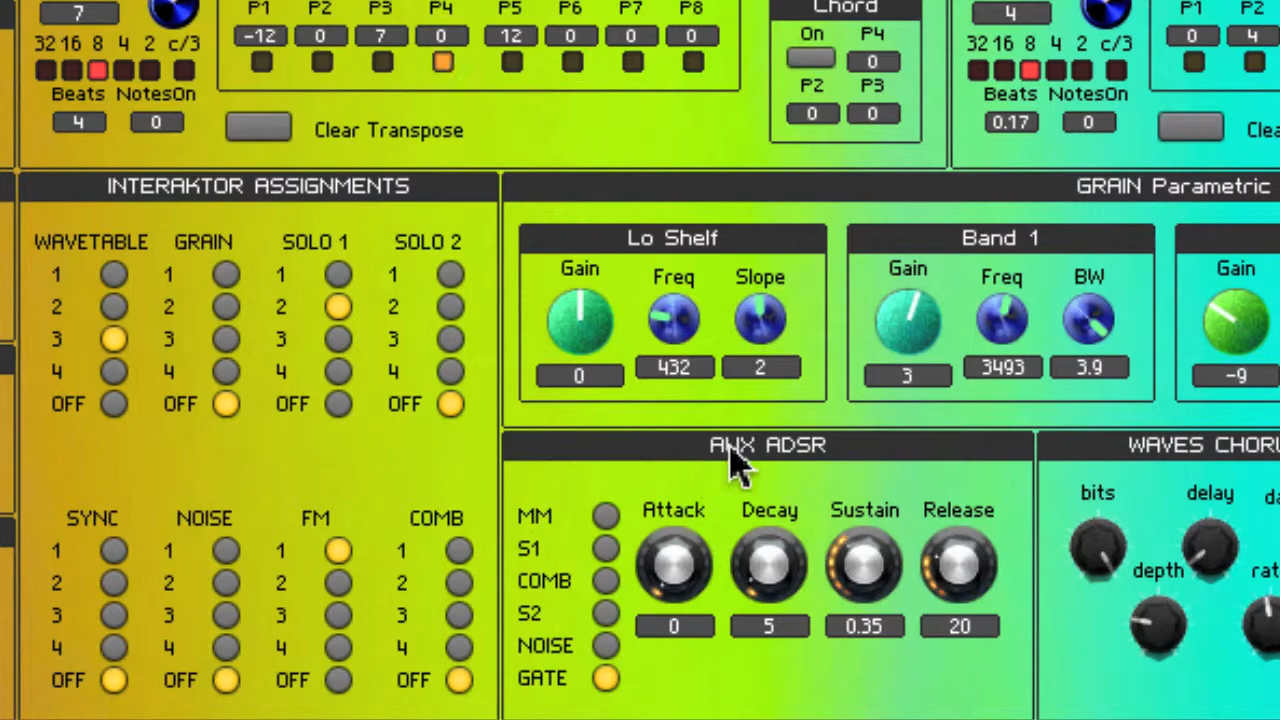 7
P1 P2 P3 P4 P5 P6 P7 P8
-12 0 7 0 12 0 0 0
32 16 8 4 2 c/3
Beats NotesOn
4 0
Clear Transpose
Chord
On P4
0
P2 P3
0 0
4
P1 P2
0 4
32 16 8 4 2 c/3
Beats NotesOn
0.17 0
INTERAKTOR ASSIGNMENTS
WAVETABLE GRAIN SOLO 1 SOLO 2
1 1 1 1
2 2 2 2
3 3 3 3
4 4 4 4
OFF OFF OFF OFF
SYNC NOISE FM COMB
1 1 1 1
2 2 2 2
3 3 3 3
4 4 4 4
OFF OFF OFF OFF
GRAIN Parametric
Lo Shelf
Gain Freq Slope
0 432 2
Band 1
Gain Freq BW
3 3493 3.9
Gain
-9
AUX ADSR
MM
S1
COMB
S2
NOISE
GATE
Attack Decay Sustain Release
0 5 0.35 20
WAVES
bits delay
depth